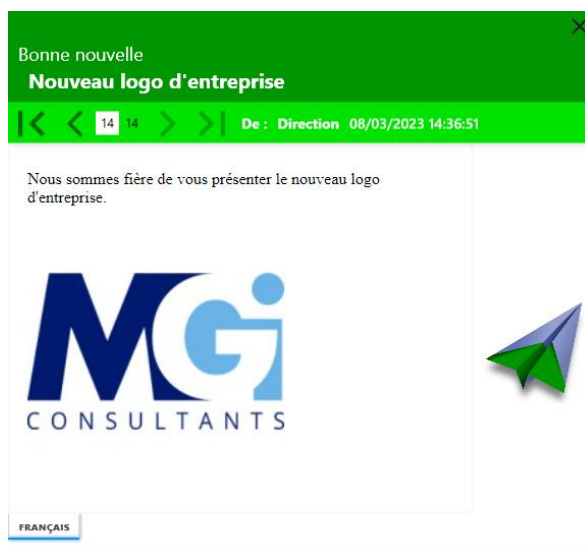 Bonne nouvelle
Nouveau logo d'entreprise
14 14 De : Direction 08/03/2023 14:36:51
Nous sommes fière de vous présenter le nouveau logo
d'entreprise.
MGi
CONSULTANTS
FRANÇAIS